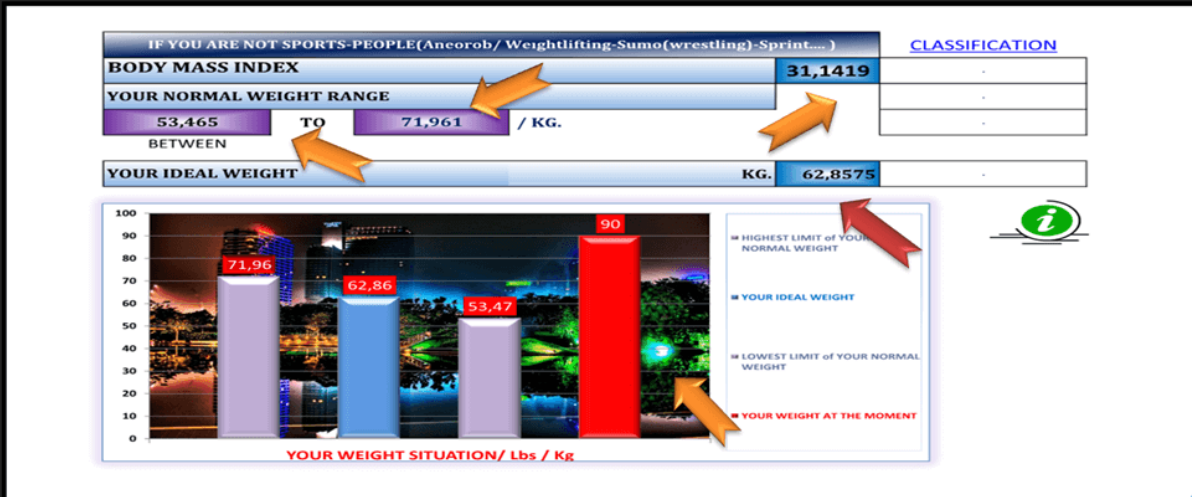 IF YOU ARE NOT SPORTS-PEOPLE(Aneorob/ Weıghtlifting-Sumo(wrestling)-Sprint.... )
CLASSIFICATION
BODY MASS INDEX
31,1419
YOUR NORMAL WEIGHT RANGE
53,465 TO 71,961 / KG.
BETWEEN
YOUR IDEAL WEIGHT KG. 62,8575
100
90
80
70
60
50
40
30
20
10
0
71,96
62,86
53,47
90
HIGHEST LIMIT of YOUR
NORMAL WEIGHT
YOUR IDEAL WEIGHT
LOWEST LIMIT of YOUR NORMAL
WEIGHT
YOUR WEIGHT AT THE MOMENT
YOUR WEIGHT SITUATION/ Lbs / Kg
i